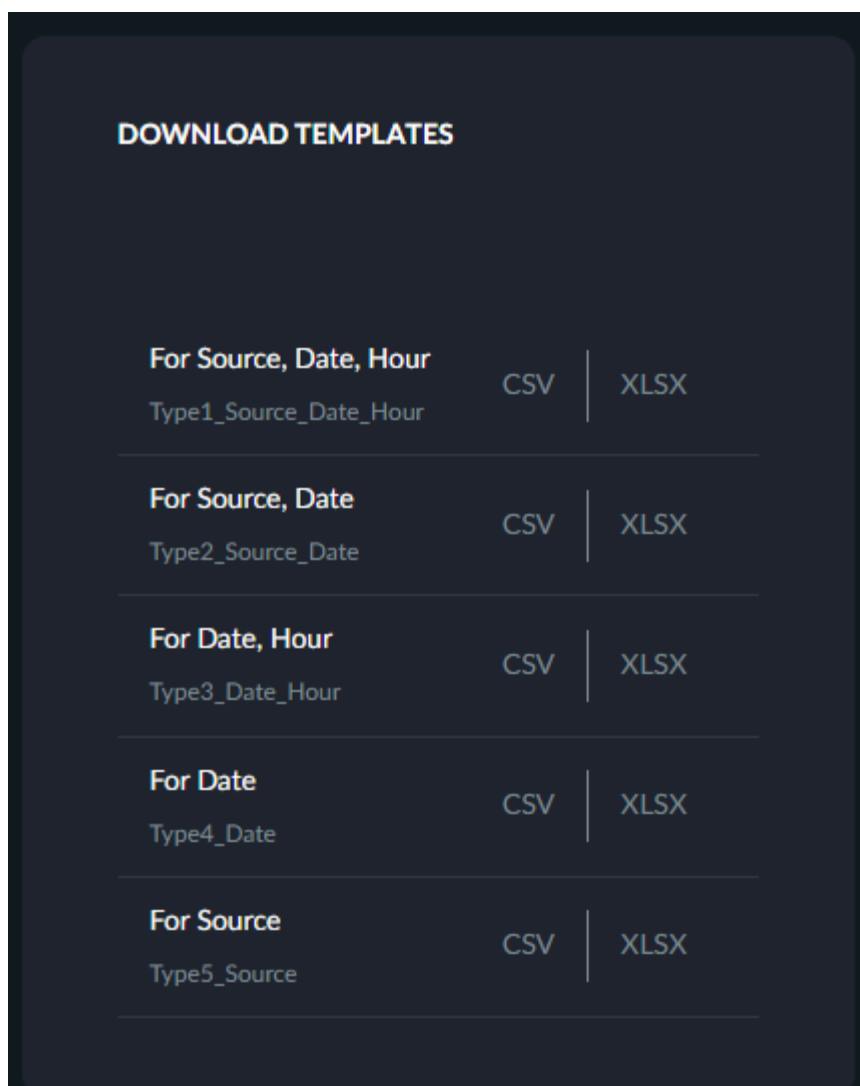 DOWNLOAD TEMPLATES
For Source, Date, Hour
Type1_Source_Date_Hour
CSV
XLSX
For Source, Date
Type2_Source_Date
CSV
XLSX
For Date, Hour
Type3_Date_Hour
CSV
XLSX
For Date
Type4_Date
CSV
XLSX
For Source
Type5_Source
CSV
XLSX